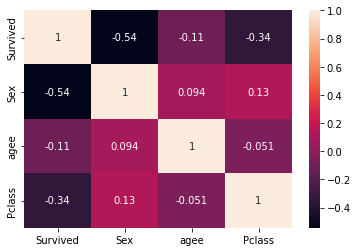 Survived
Sex
agee
Pclass
1 -0.54 -0.11 -0.34
-0.54 1 0.094 0.13
-0.11 0.094 1 -0.051
-0.34 0.13 -0.051 1
Survived Sex agee Pclass
1.0
0.8
0.6
0.4
0.2
0.0
−0.2
−0.4